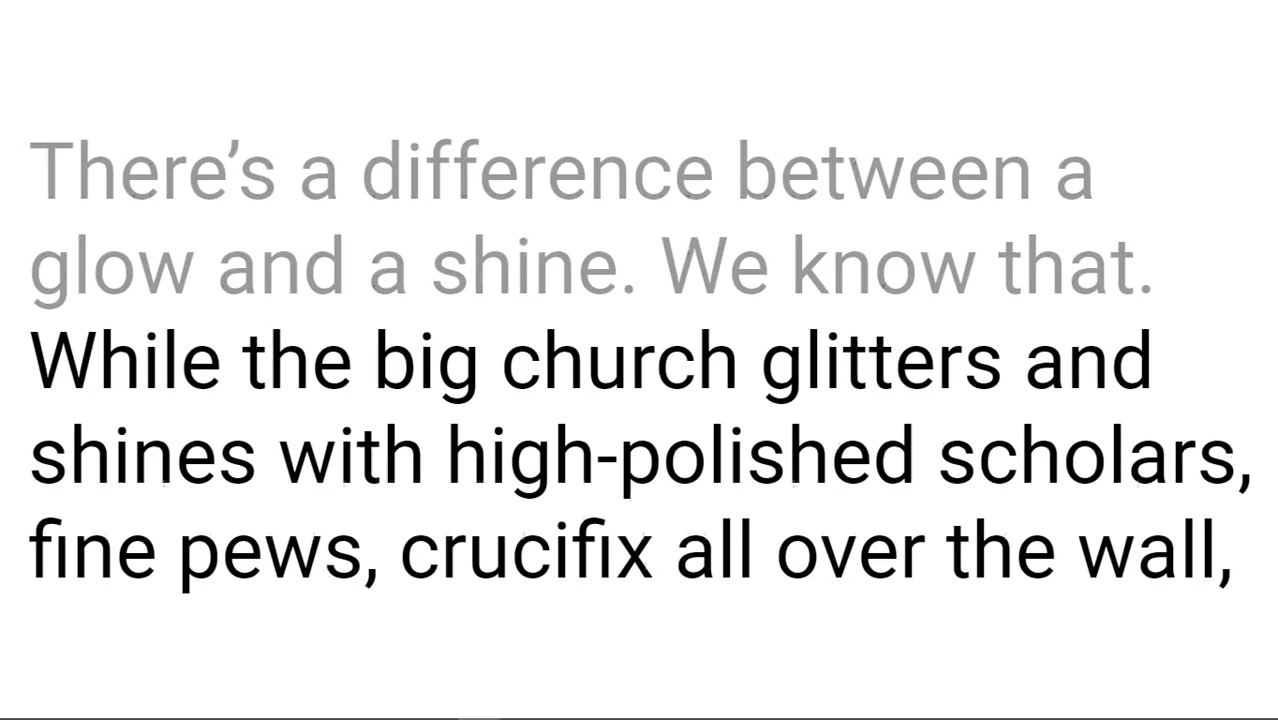 There’s a difference between a
glow and a shine. We know that.
While the big church glitters and
shines with high-polished scholars,
fine pews, crucifix all over the wall,